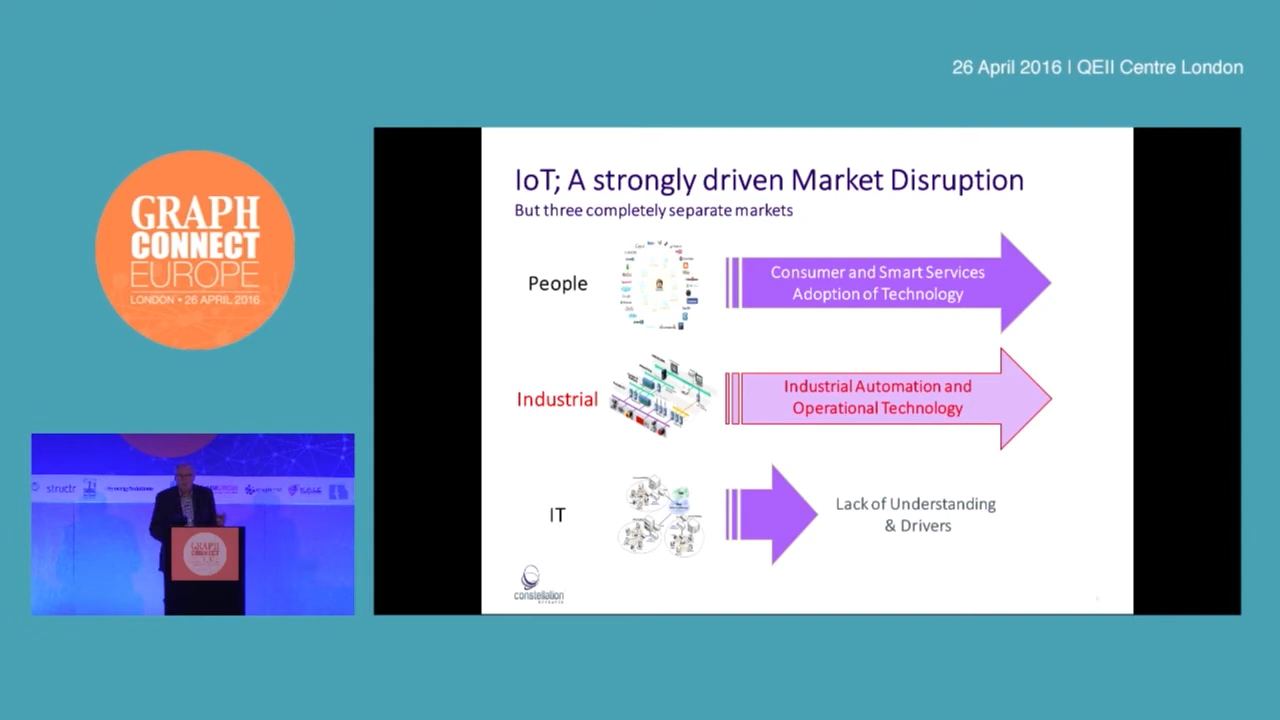 26 April 2016 | QEII Centre London
GRAPH
CONNECT
EUROPE
LONDON • 26 APRIL 2016
IoT; A strongly driven Market Disruption
But three completely separate markets
People
Consumer and Smart Services
Adoption of Technology
Industrial
Industrial Automation and
Operational Technology
IT
Lack of Understanding
& Drivers
constellation
structr
GRAPH
CONNECT